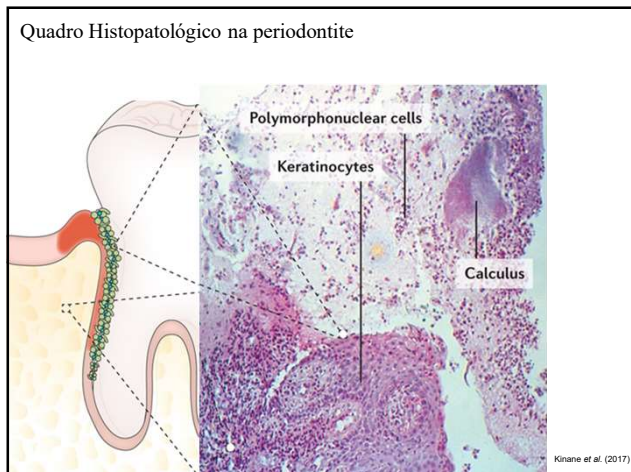 Quadro Histopatológico na periodontite
Polymorphonuclear cells
Keratinocytes
Calculus
Kinane et al. (2017)